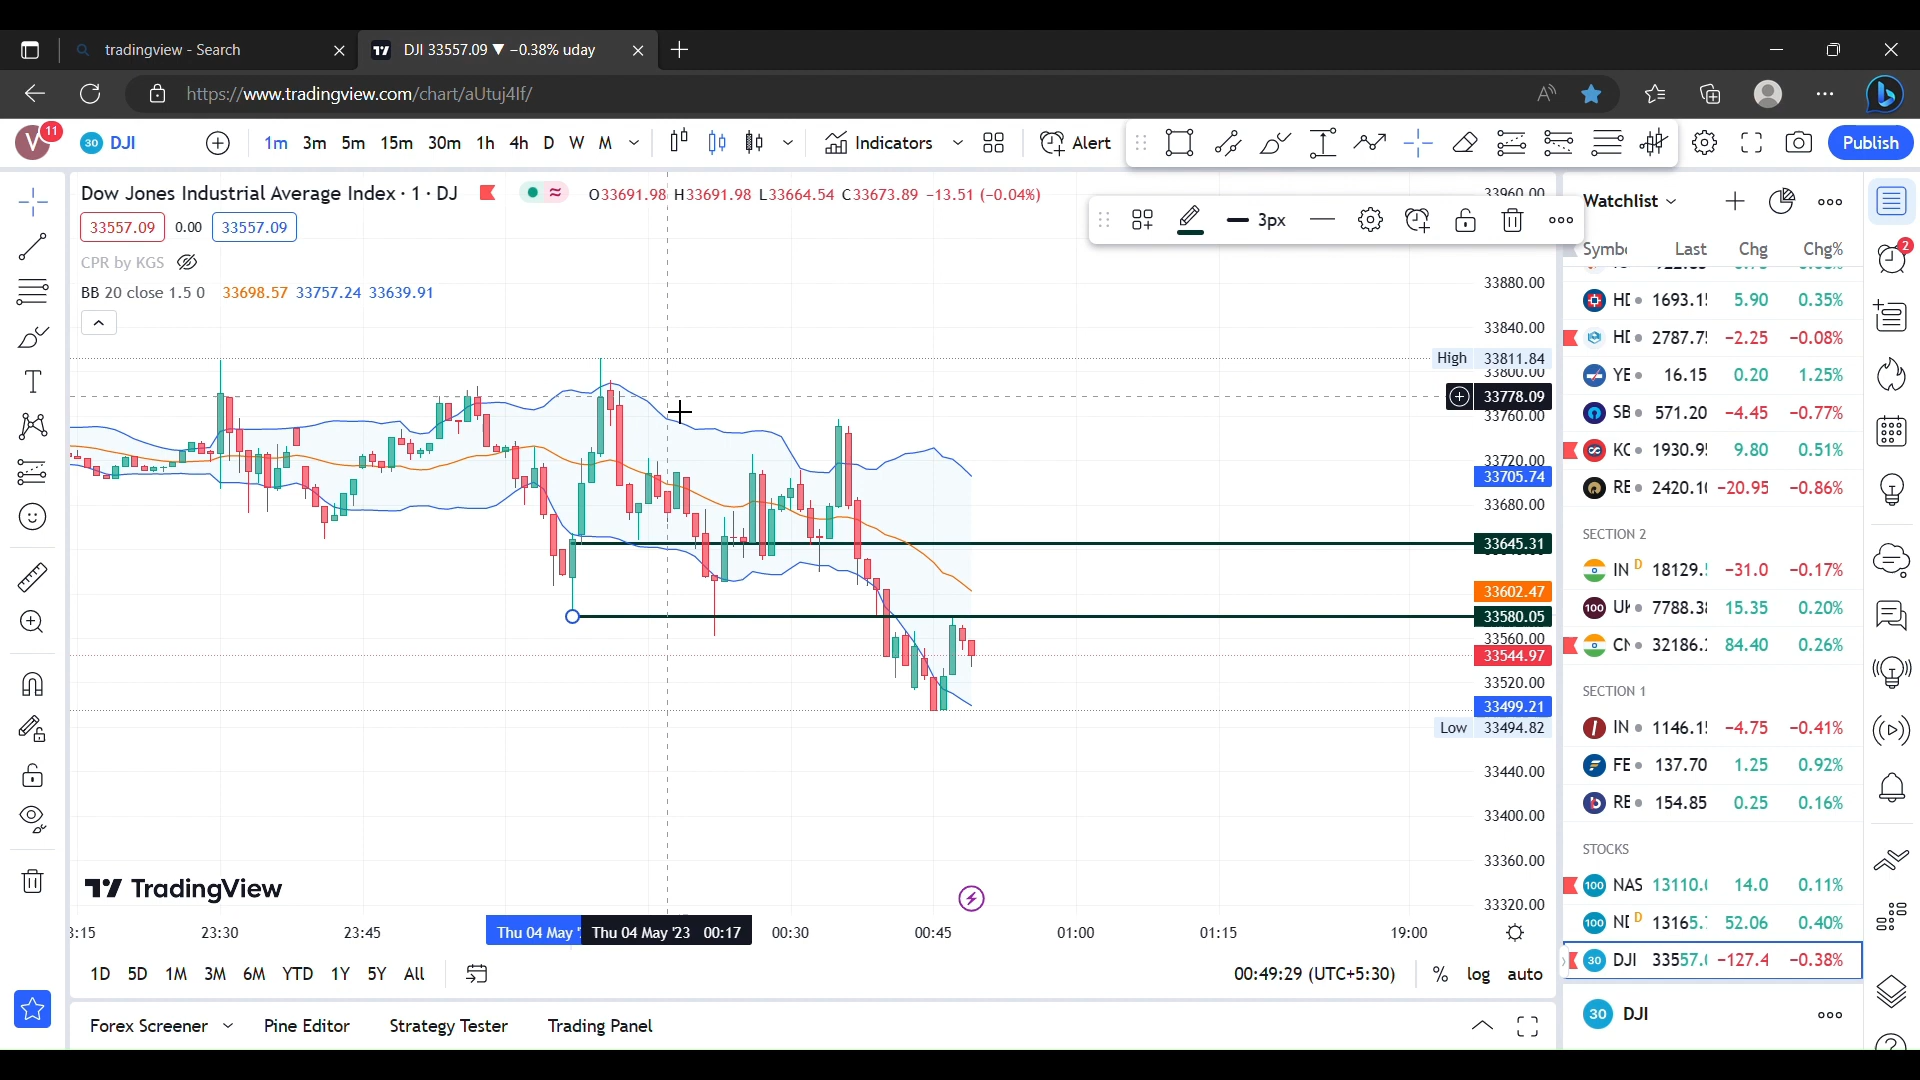 tradingview - Search
DJI 33557.09 ▼ −0.38% uday
https://www.tradingview.com/chart/aUtuj4lf/
V 11
30 DJI
1m 3m 5m 15m 30m 1h 4h D W M
Indicators
Alert
Publish
Dow Jones Industrial Average Index · 1 · DJ
O33691.98 H33691.98 L33664.54 C33673.89 −13.51 (−0.04%)
33557.09 0.00 33557.09
CPR by KGS
BB 20 close 1.5 0 33698.57 33757.24 33639.91
3px
33960.00
33880.00
33840.00
High 33811.84
33800.00
33778.09
33760.00
33720.00
33705.74
33680.00
33645.31
33602.47
33580.05
33560.00
33544.97
33520.00
33499.21
Low 33494.82
33440.00
33400.00
33360.00
33320.00
TradingView
3:15 23:30 23:45 Thu 04 May ' Thu 04 May '23 00:17 00:30 00:45 01:00 01:15 19:00
1D 5D 1M 3M 6M YTD 1Y 5Y All
00:49:29 (UTC+5:30) % log auto
Forex Screener Pine Editor Strategy Tester Trading Panel
Watchlist
Symb Last Chg Chg%
1693.1 5.90 0.35%
2787.7 −2.25 −0.08%
YE 16.15 0.20 1.25%
SB 571.20 −4.45 −0.77%
1930.9 9.80 0.51%
RE 2420.1 −20.95 −0.86%
SECTION 2
IN D 18129. −31.0 −0.17%
100 7788.3 15.35 0.20%
32186. 84.40 0.26%
SECTION 1
IN 1146.1 −4.75 −0.41%
FE 137.70 1.25 0.92%
RE 154.85 0.25 0.16%
STOCKS
100 NAS 13110. 14.0 0.11%
100 D 13165. 52.06 0.40%
30 DJI 33557. −127.4 −0.38%
30 DJI
2